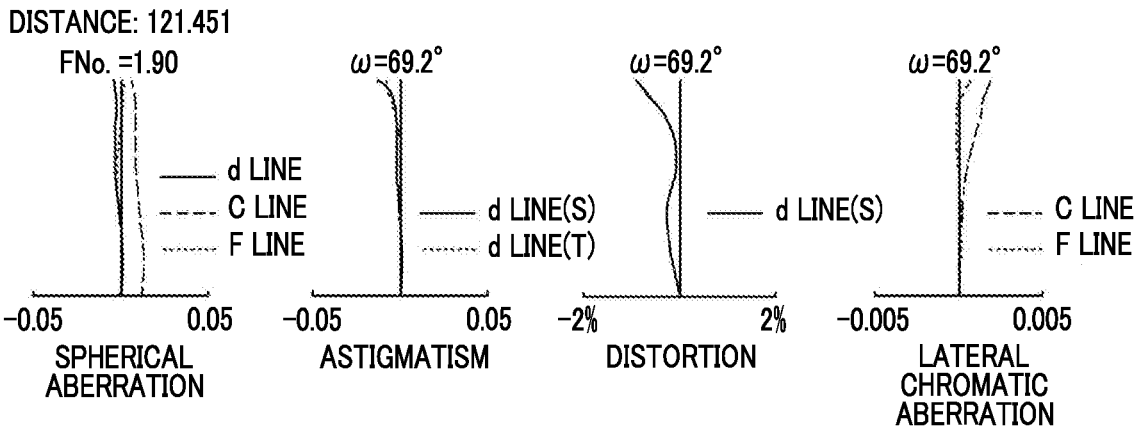 DISTANCE: 121.451
FNo. =1.90
d LINE
C LINE
F LINE
-0.05 0.05
SPHERICAL
ABERRATION
ω=69.2°
d LINE(S)
d LINE(T)
-0.05 0.05
ASTIGMATISM
ω=69.2°
d LINE(S)
-2% 2%
DISTORTION
ω=69.2°
C LINE
F LINE
-0.005 0.005
LATERAL
CHROMATIC
ABERRATION